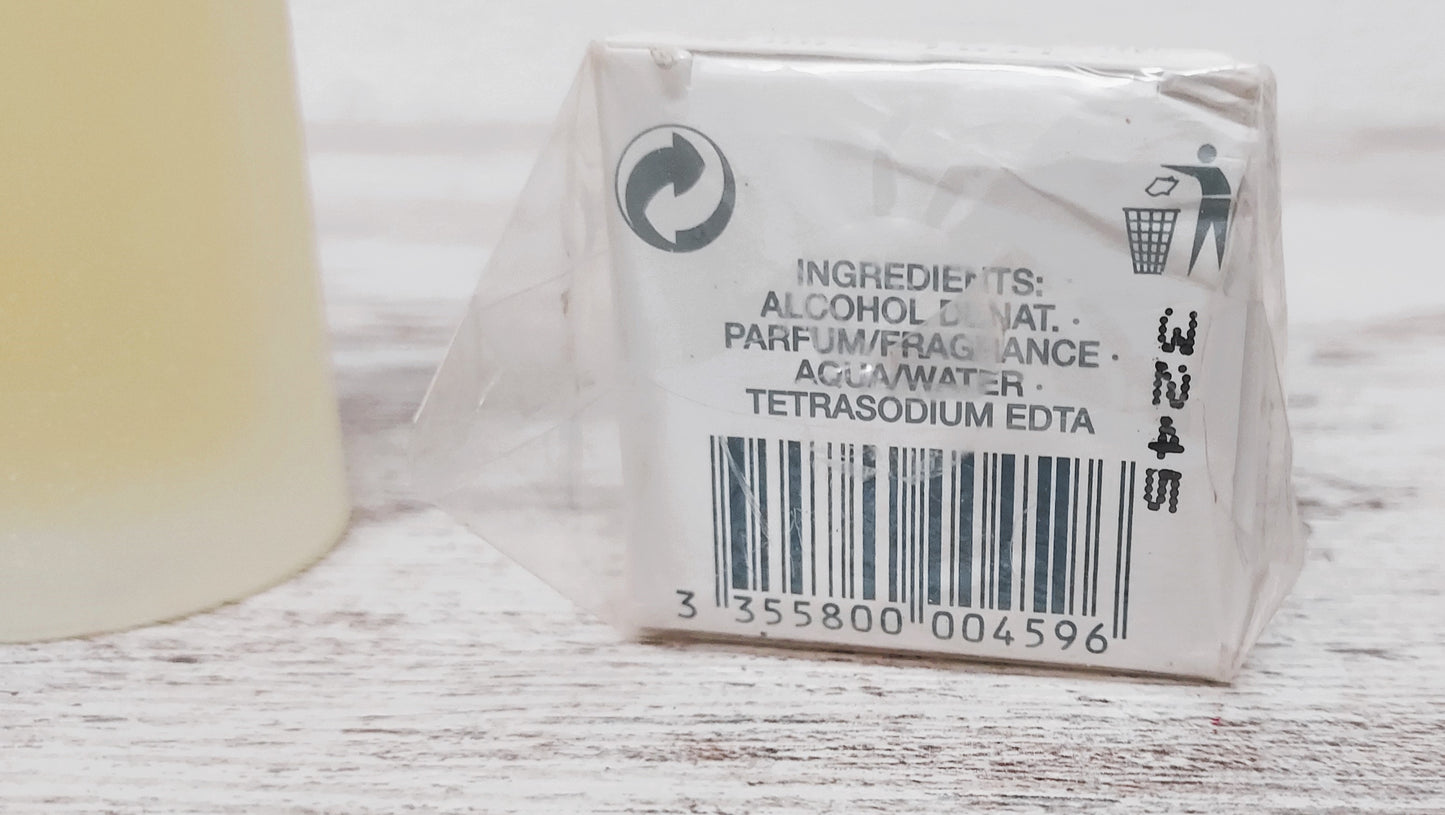 INGREDIENTS:
ALCOHOL DENAT. ·
PARFUM/FRAGRANCE ·
AQUA/WATER ·
TETRASODIUM EDTA
3245
3 355800 004596